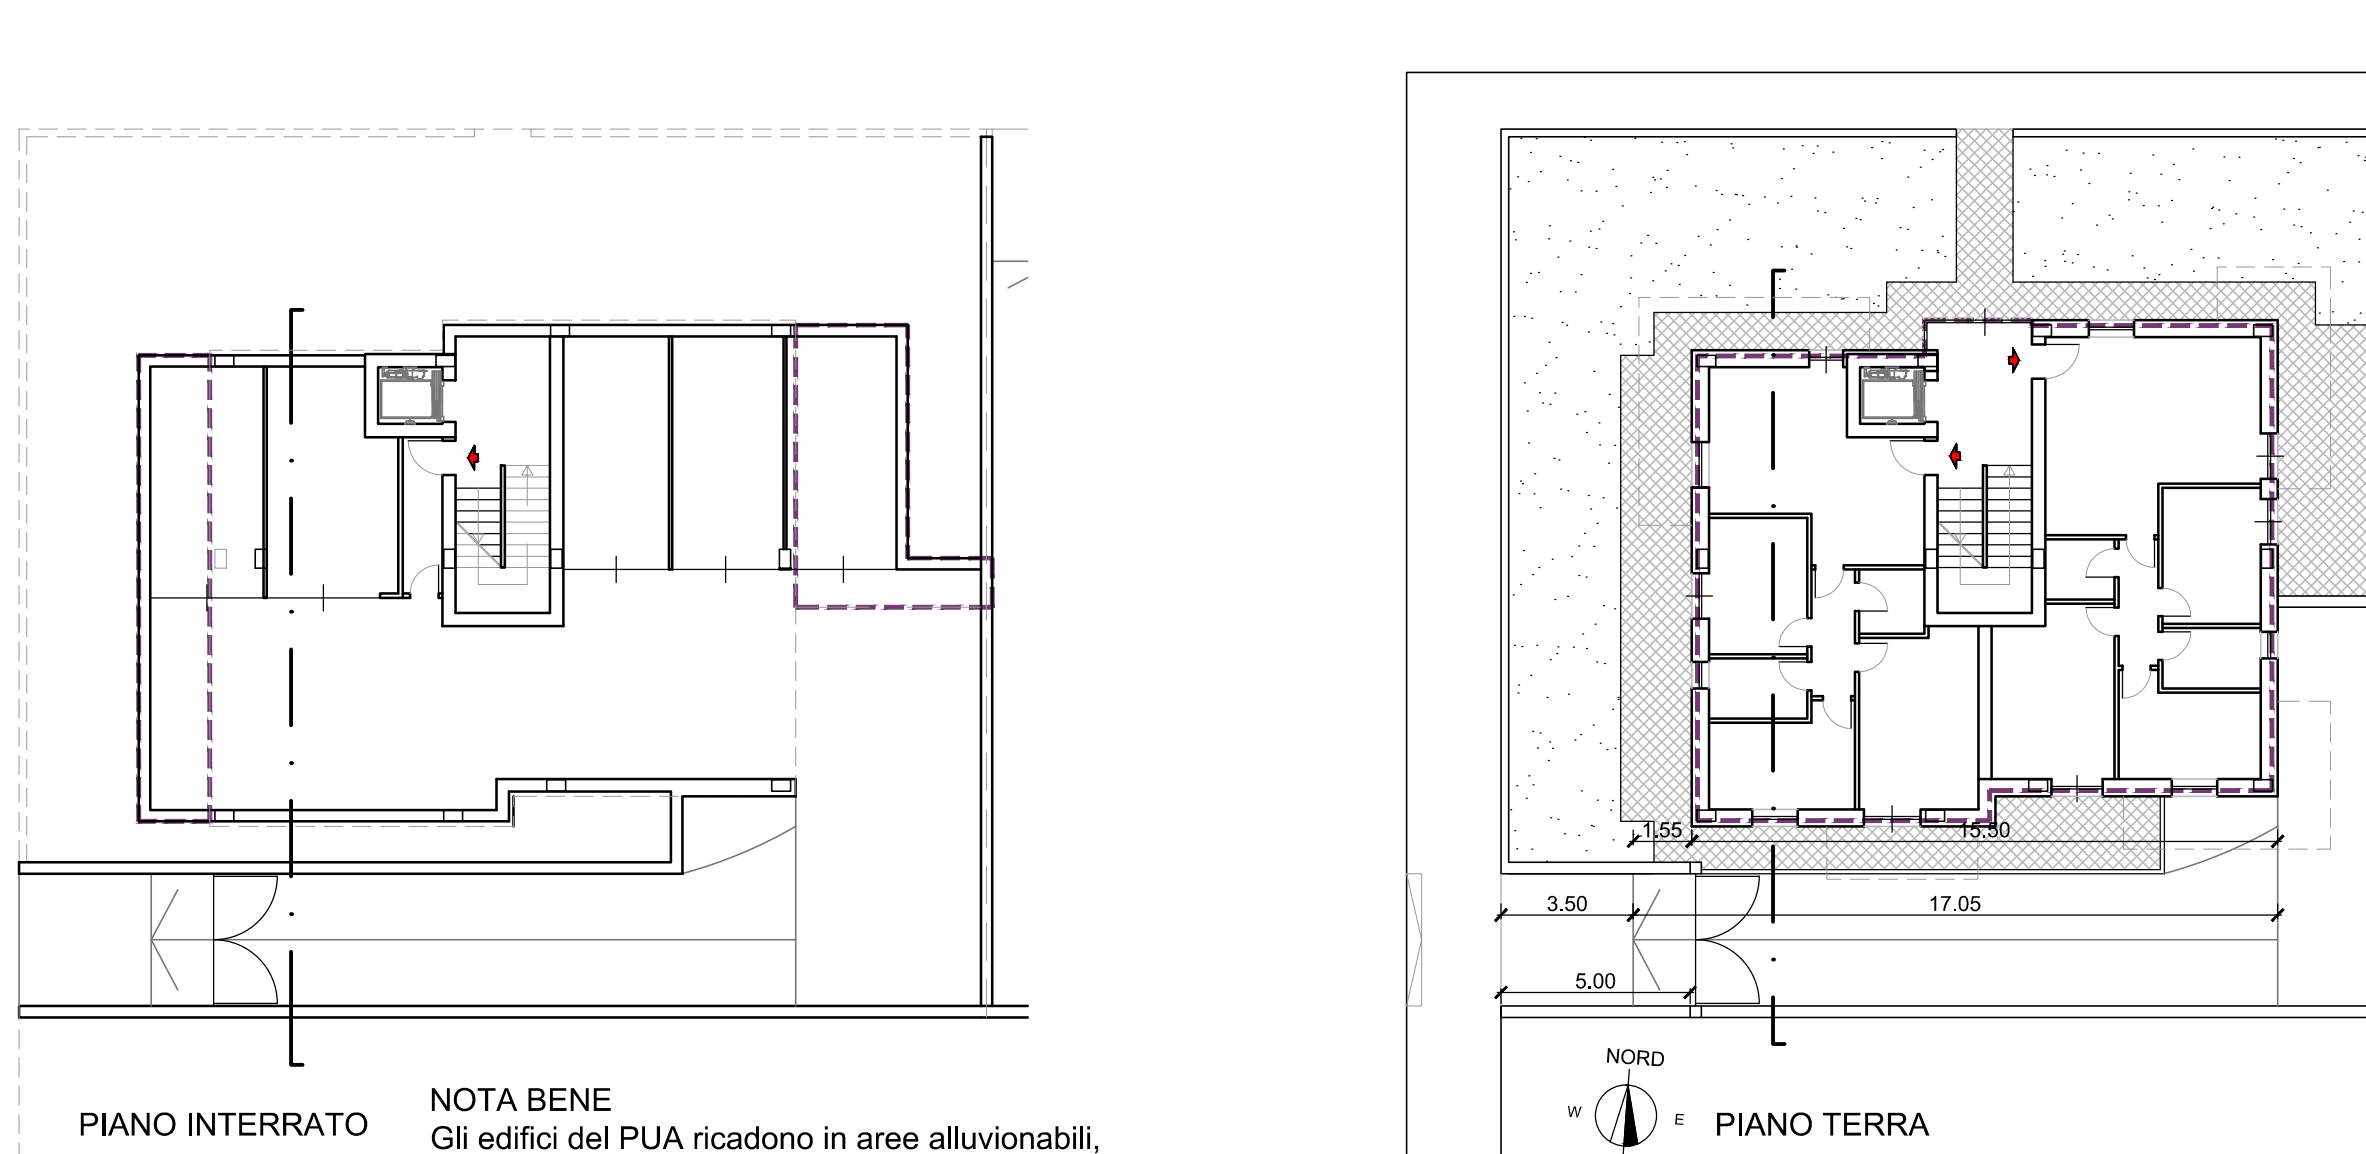 1.55
15.50
3.50
17.05
5.00
NORD
W
E
PIANO INTERRATO
PIANO TERRA
NOTA BENE
Gli edifici del PUA ricadono in aree alluvionabili,